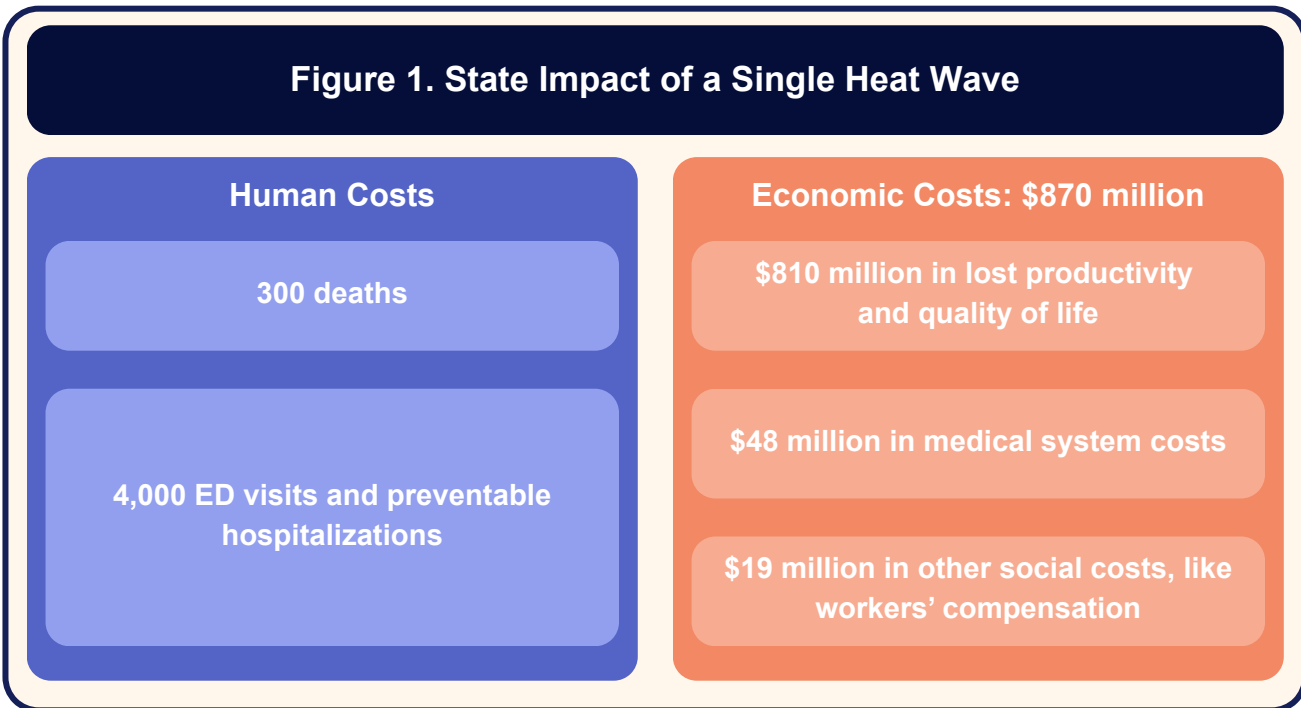 Figure 1. State Impact of a Single Heat Wave
Human Costs
300 deaths
4,000 ED visits and preventable
hospitalizations
Economic Costs: $870 million
$810 million in lost productivity
and quality of life
$48 million in medical system costs
$19 million in other social costs, like
workers’ compensation